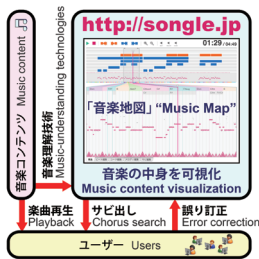 音楽コンテンツ Music content
音楽理解技術
Music-understanding technologies
http://songle.jp
01:29 / 04:40
「音楽地図」 “Music Map”
音楽の中身を可視化
Music content visualization
楽曲再生
Playback
サビ出し
Chorus search
誤り訂正
Error correction
ユーザー Users